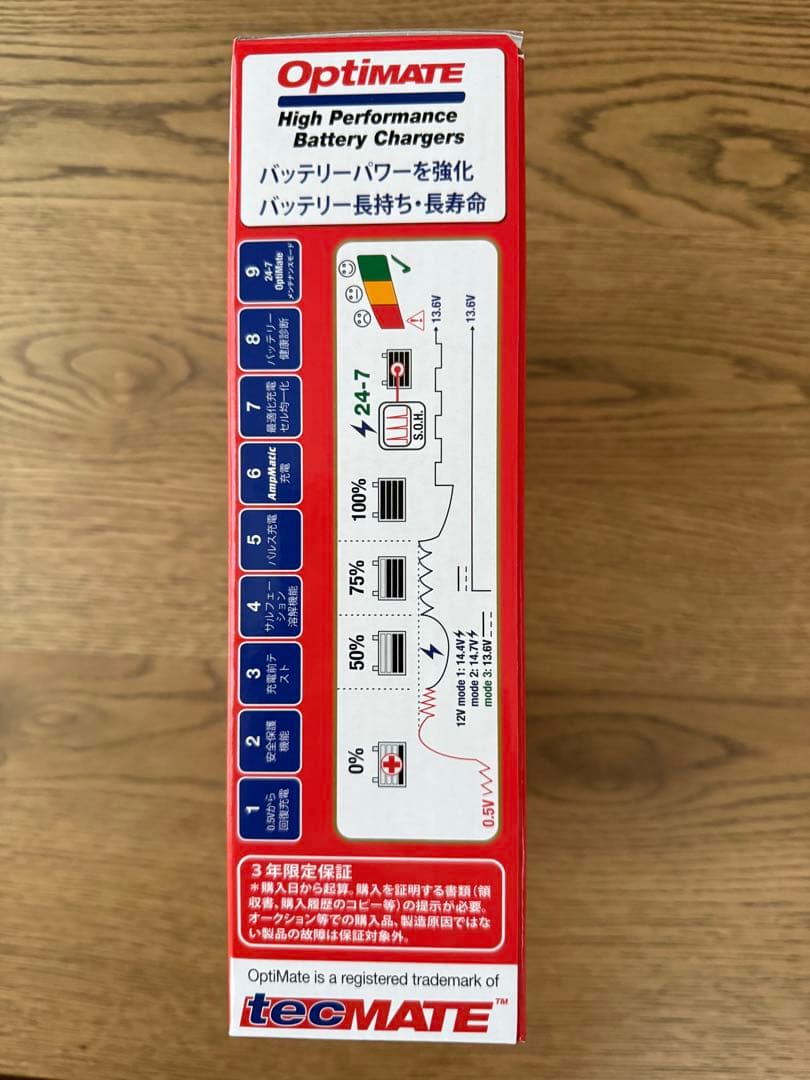 OptiMATE
High Performance
Battery Chargers
バッテリーパワーを強化
バッテリー長持ち・長寿命
1
0.5Vから
回復充電
2
安全保護
機能
3
充電前テ
スト
4
サルフェー
ション
溶解機能
5
パルス充電
6
AmpMatic
充電
7
最適化充電
セル均一化
8
バッテリー
健康診断
9
24-7
OptiMate
メンテナンスモード
0%
50%
75%
100%
24-7
S.O.H.
0.5V
13.6V
13.6V
12V mode 1: 14.4V
mode 2: 14.7V
mode 3: 13.6V
3年限定保証
*購入日から起算。購入を証明する書類(領
収書、購入履歴のコピー等)の提示が必要。
オークション等での購入品、製造原因ではな
い製品の故障は保証対象外。
OptiMate is a registered trademark of
tecMATE™